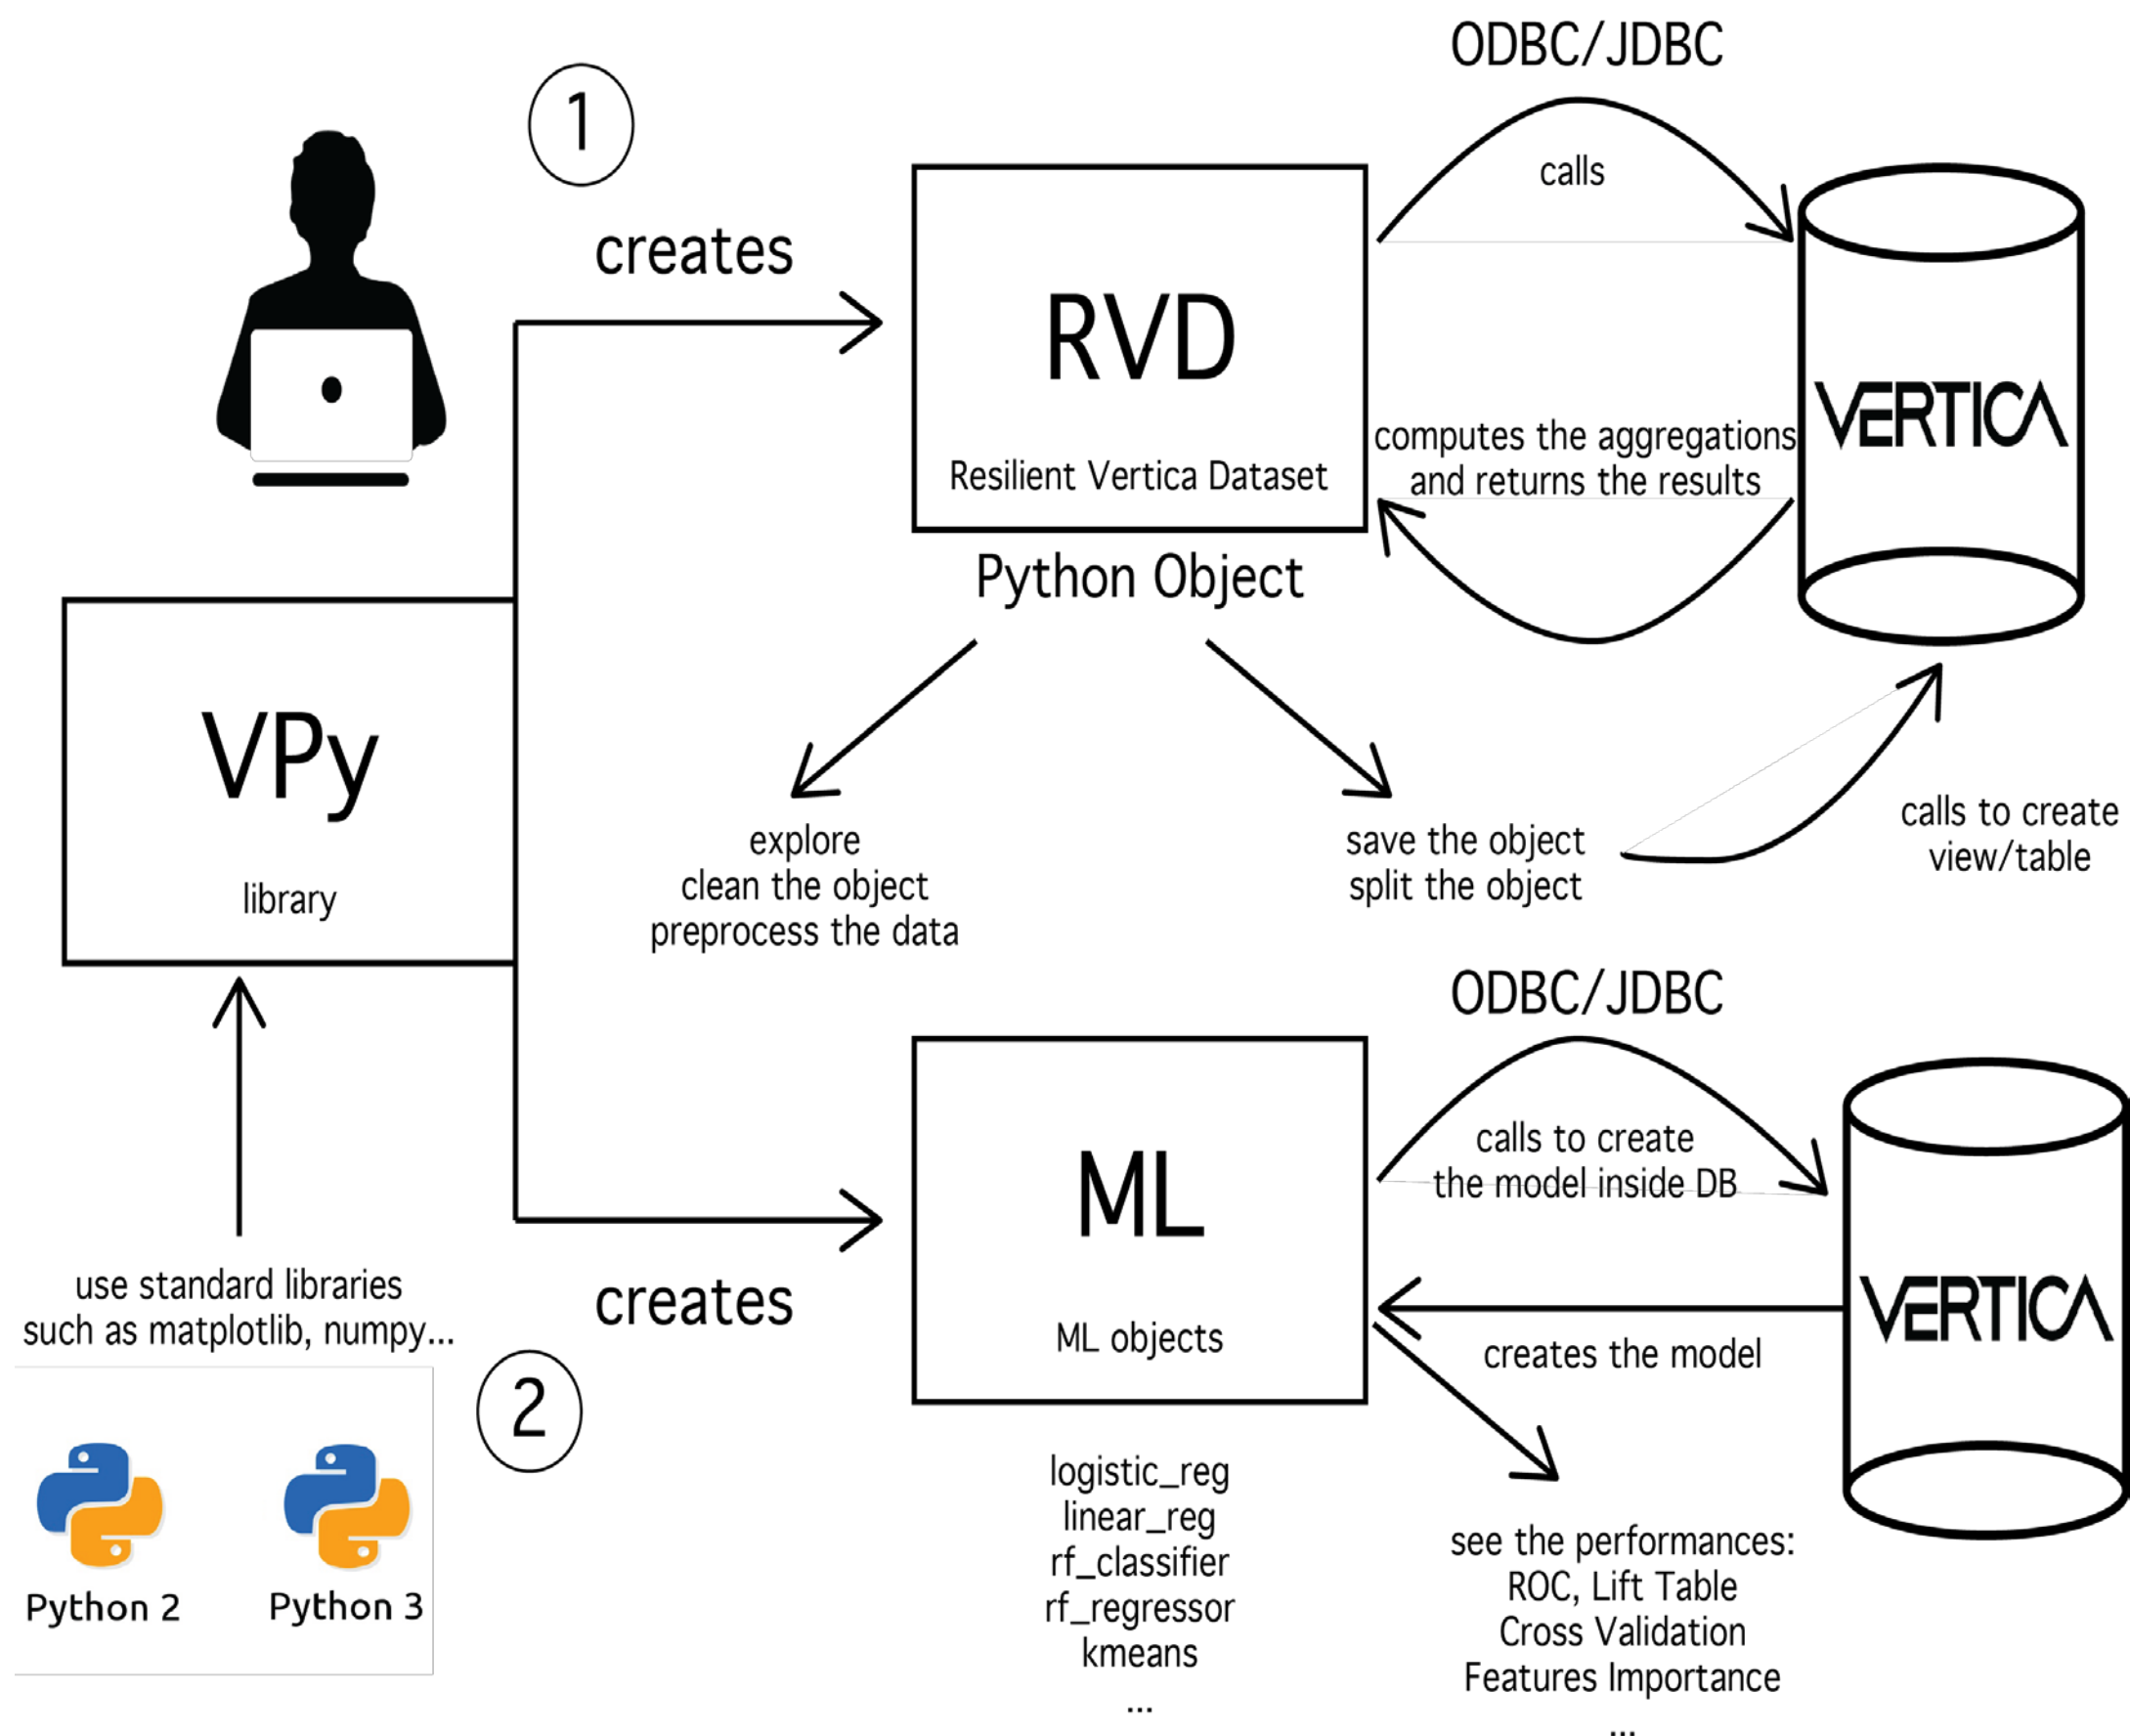 ODBC/JDBC
1
calls
creates
RVD
Resilient Vertica Dataset
VERTICA
computes the aggregations
and returns the results
Python Object
VPy
library
explore
clean the object
preprocess the data
save the object
split the object
calls to create
view/table
ODBC/JDBC
calls to create
the model inside DB
ML
ML objects
creates
VERTICA
creates the model
use standard libraries
such as matplotlib, numpy...
2
Python 2
Python 3
logistic_reg
linear_reg
rf_classifier
rf_regressor
kmeans
...
see the performances:
ROC, Lift Table
Cross Validation
Features Importance
...